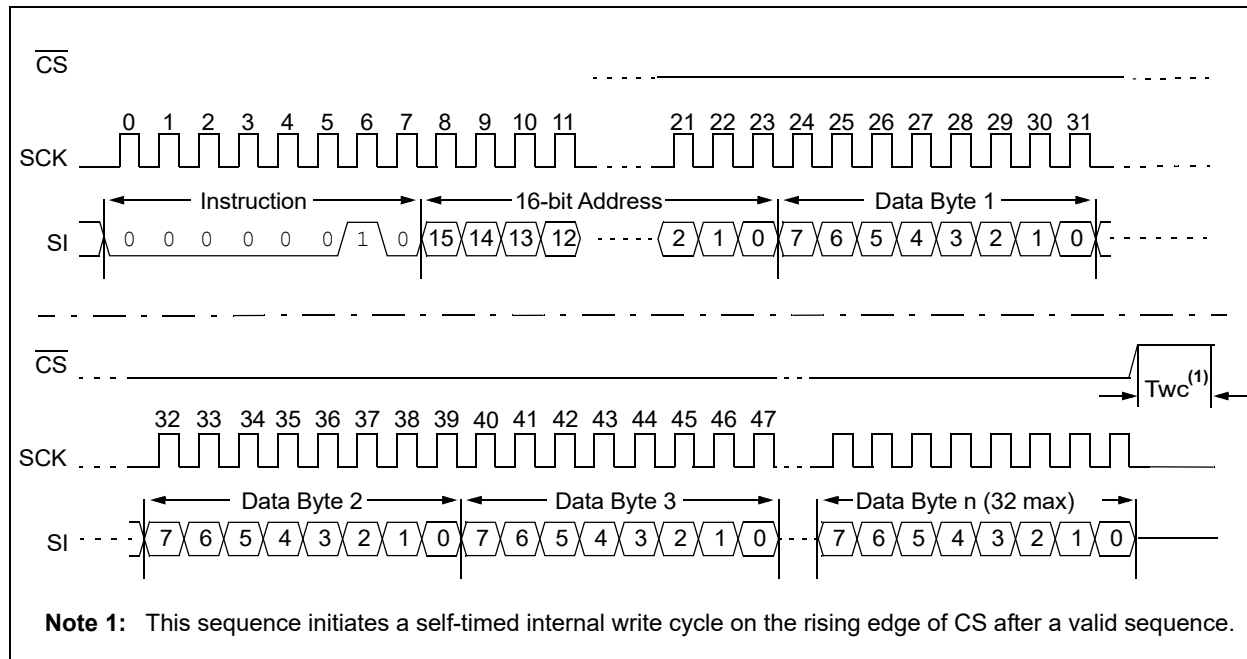 CS
0 1 2 3 4 5 6 7 8 9 10 11 21 22 23 24 25 26 27 28 29 30 31
SCK
Instruction 16-bit Address Data Byte 1
SI 0 0 0 0 0 0 1 0 15 14 13 12 2 1 0 7 6 5 4 3 2 1 0
CS
Twc(1)
32 33 34 35 36 37 38 39 40 41 42 43 44 45 46 47
SCK
Data Byte 2 Data Byte 3 Data Byte n (32 max)
SI 7 6 5 4 3 2 1 0 7 6 5 4 3 2 1 0 7 6 5 4 3 2 1 0
Note 1: This sequence initiates a self-timed internal write cycle on the rising edge of CS after a valid sequence.